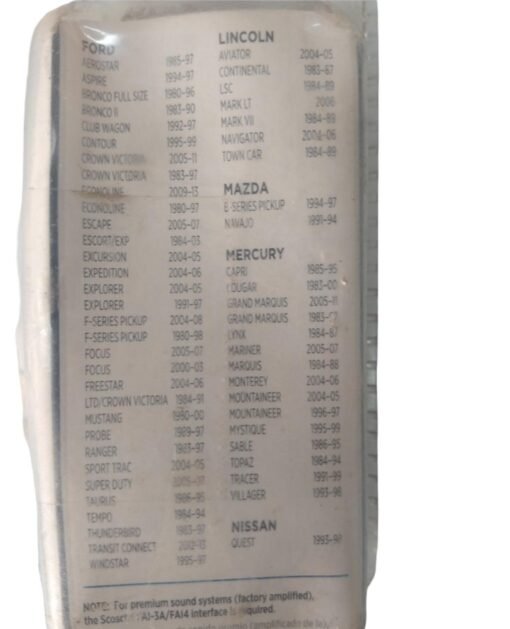 FORD
AEROSTAR 1985-97
ASPIRE 1994-97
BRONCO FULL SIZE 1980-96
BRONCO II 1983-90
CLUB WAGON 1992-97
CONTOUR 1995-99
CROWN VICTORIA 2005-11
CROWN VICTORIA 1983-97
ECONOLINE 2009-13
ECONOLINE 1980-97
ESCAPE 2005-07
ESCORT/EXP 1984-03
EXCURSION 2004-05
EXPEDITION 2004-06
EXPLORER 2004-05
EXPLORER 1991-97
F-SERIES PICKUP 2004-08
F-SERIES PICKUP 1980-98
FOCUS 2005-07
FOCUS 2000-03
FREESTAR 2004-06
LTD/CROWN VICTORIA 1984-91
MUSTANG 1980-00
PROBE 1989-97
RANGER 1983-97
SPORT TRAC 2004-05
SUPER DUTY
TAURUS 1986-95
TEMPO 1984-94
THUNDERBIRD 1983-97
TRANSIT CONNECT 2012-13
WINDSTAR 1995-97
LINCOLN
AVIATOR 2004-05
CONTINENTAL 1983-87
LSC 1984-89
MARK LT 2006
MARK VII 1984-89
NAVIGATOR 2004-06
TOWN CAR 1984-89
MAZDA
B-SERIES PICKUP 1994-97
NAVAJO 1991-94
MERCURY
CAPRI 1985-95
COUGAR 1983-00
GRAND MARQUIS 2005-11
GRAND MARQUIS
LYNX 1984-87
MARINER 2005-07
MARQUIS 1984-88
MONTEREY 2004-06
MOUNTAINEER 2004-05
MOUNTAINEER 1996-97
MYSTIQUE 1995-99
SABLE 1986-95
TOPAZ 1984-94
TRACER 1991-99
VILLAGER 1993-98
NISSAN
QUEST 1993-98
NOTE: For premium sound systems (factory amplified),
the FAI-3A/FAI4 interface is required.